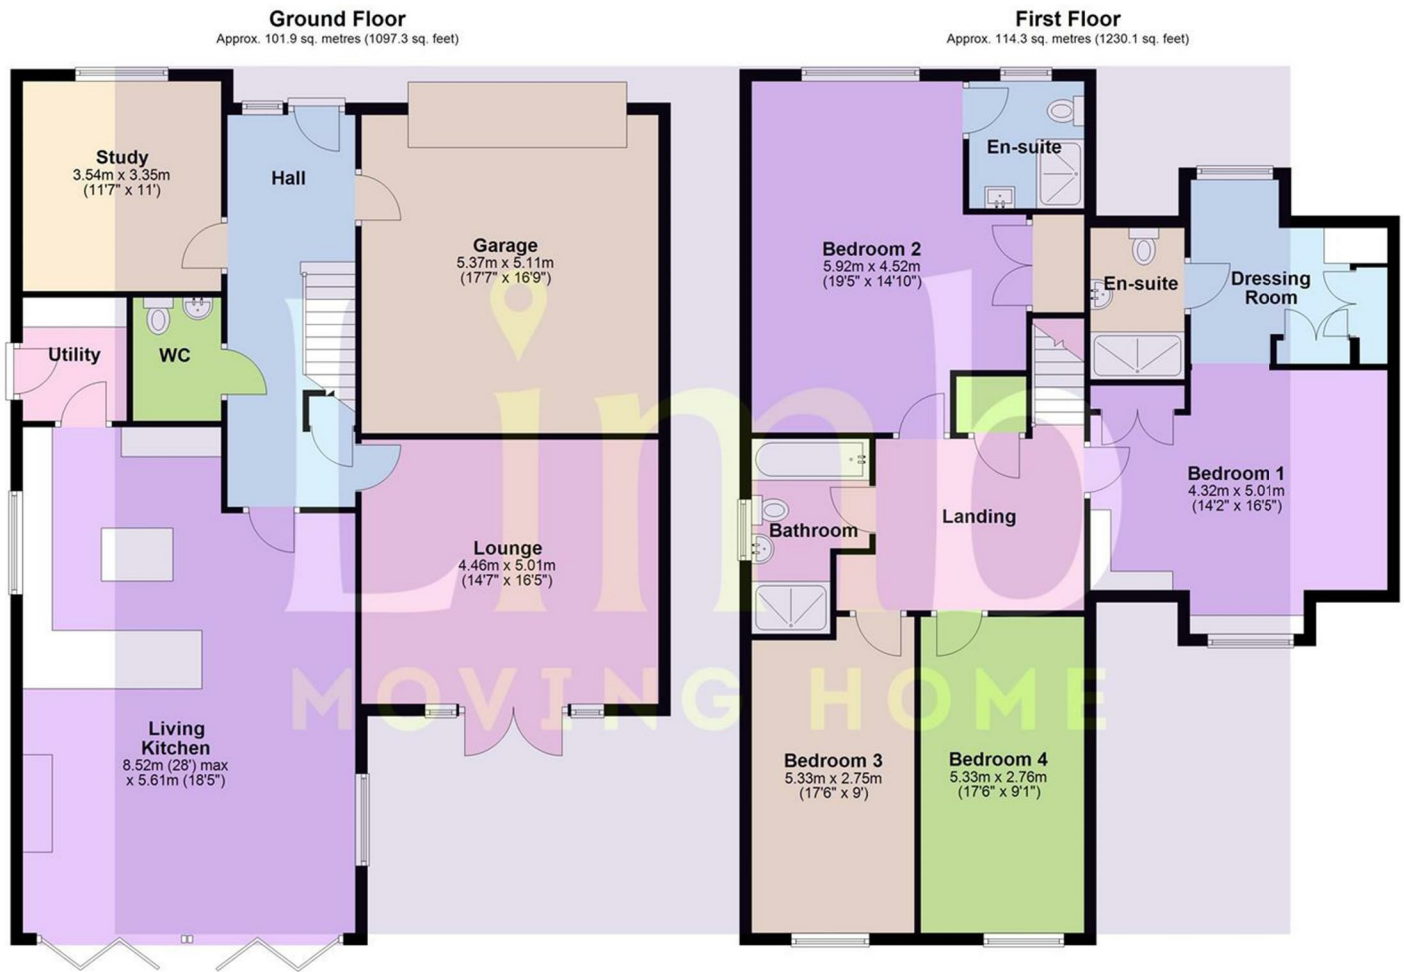 Ground Floor
Approx. 101.9 sq. metres (1097.3 sq. feet)
Study
3.54m x 3.35m
(11'7" x 11')
Hall
Garage
5.37m x 5.11m
(17'7" x 16'9")
Utility
WC
Lounge
4.46m x 5.01m
(14'7" x 16'5")
Living
Kitchen
8.52m (28') max
x 5.61m (18'5")
First Floor
Approx. 114.3 sq. metres (1230.1 sq. feet)
En-suite
Bedroom 2
5.92m x 4.52m
(19'5" x 14'10")
En-suite
Dressing
Room
Bedroom 1
4.32m x 5.01m
(14'2" x 16'5")
Landing
Bathroom
Bedroom 3
5.33m x 2.75m
(17'6" x 9')
Bedroom 4
5.33m x 2.76m
(17'6" x 9'1")
Limb
MOVING HOME